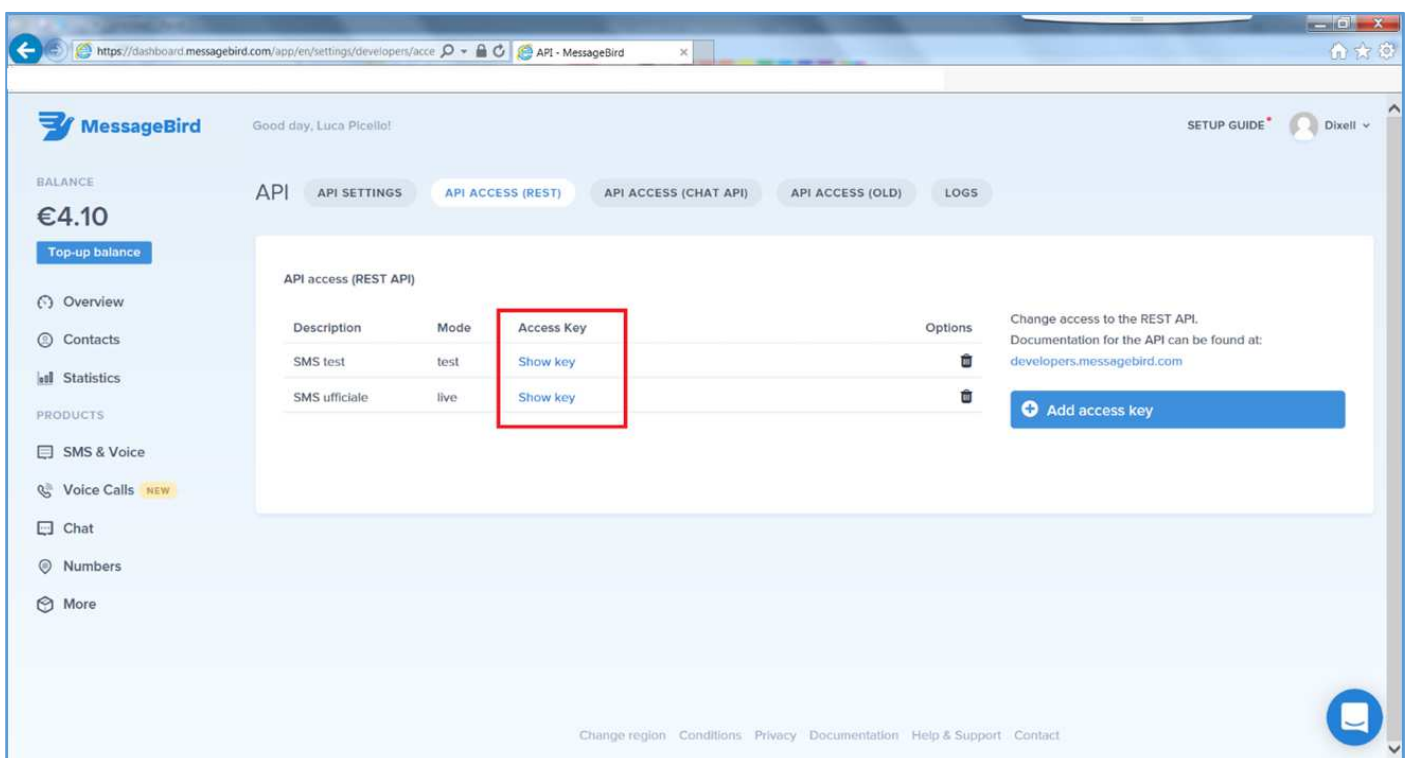 https://dashboard.messagebird.com/app/en/settings/developers/acce
API - MessageBird
MessageBird
Good day, Luca Picello!
SETUP GUIDE
Dixell
BALANCE
€4.10
Top-up balance
Overview
Contacts
Statistics
PRODUCTS
SMS & Voice
Voice Calls NEW
Chat
Numbers
More
API API SETTINGS API ACCESS (REST) API ACCESS (CHAT API) API ACCESS (OLD) LOGS
API access (REST API)
Description Mode Access Key Options
SMS test test Show key
SMS ufficiale live Show key
Change access to the REST API.
Documentation for the API can be found at:
developers.messagebird.com
Add access key
Change region Conditions Privacy Documentation Help & Support Contact